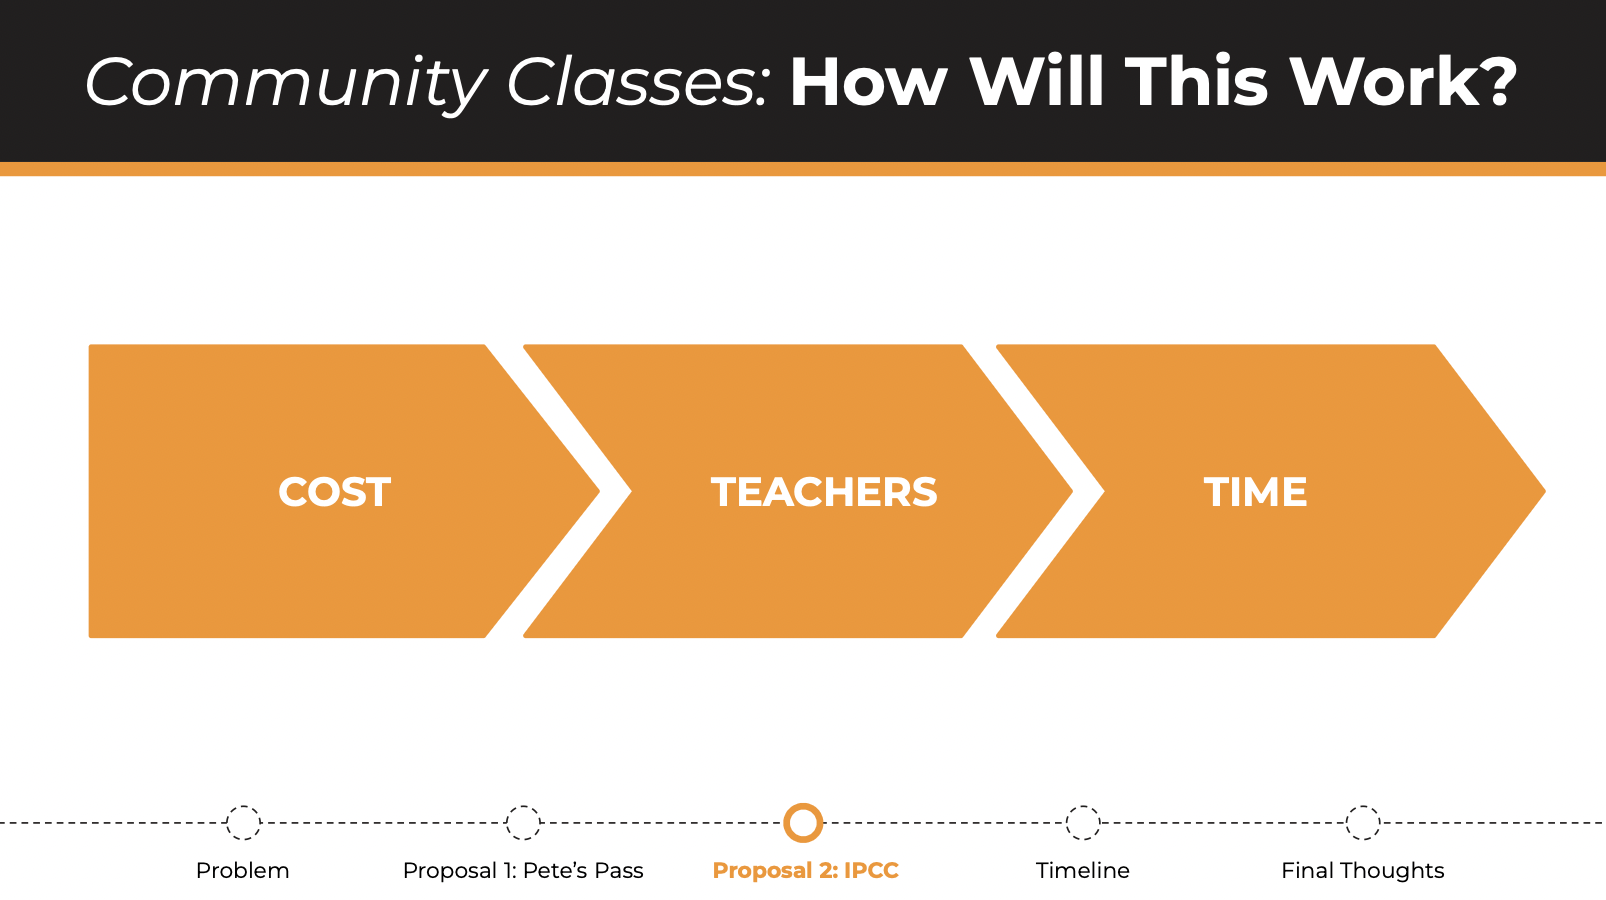 Community Classes: How Will This Work?
COST
TEACHERS
TIME
Problem
Proposal 1: Pete’s Pass
Proposal 2: IPCC
Timeline
Final Thoughts